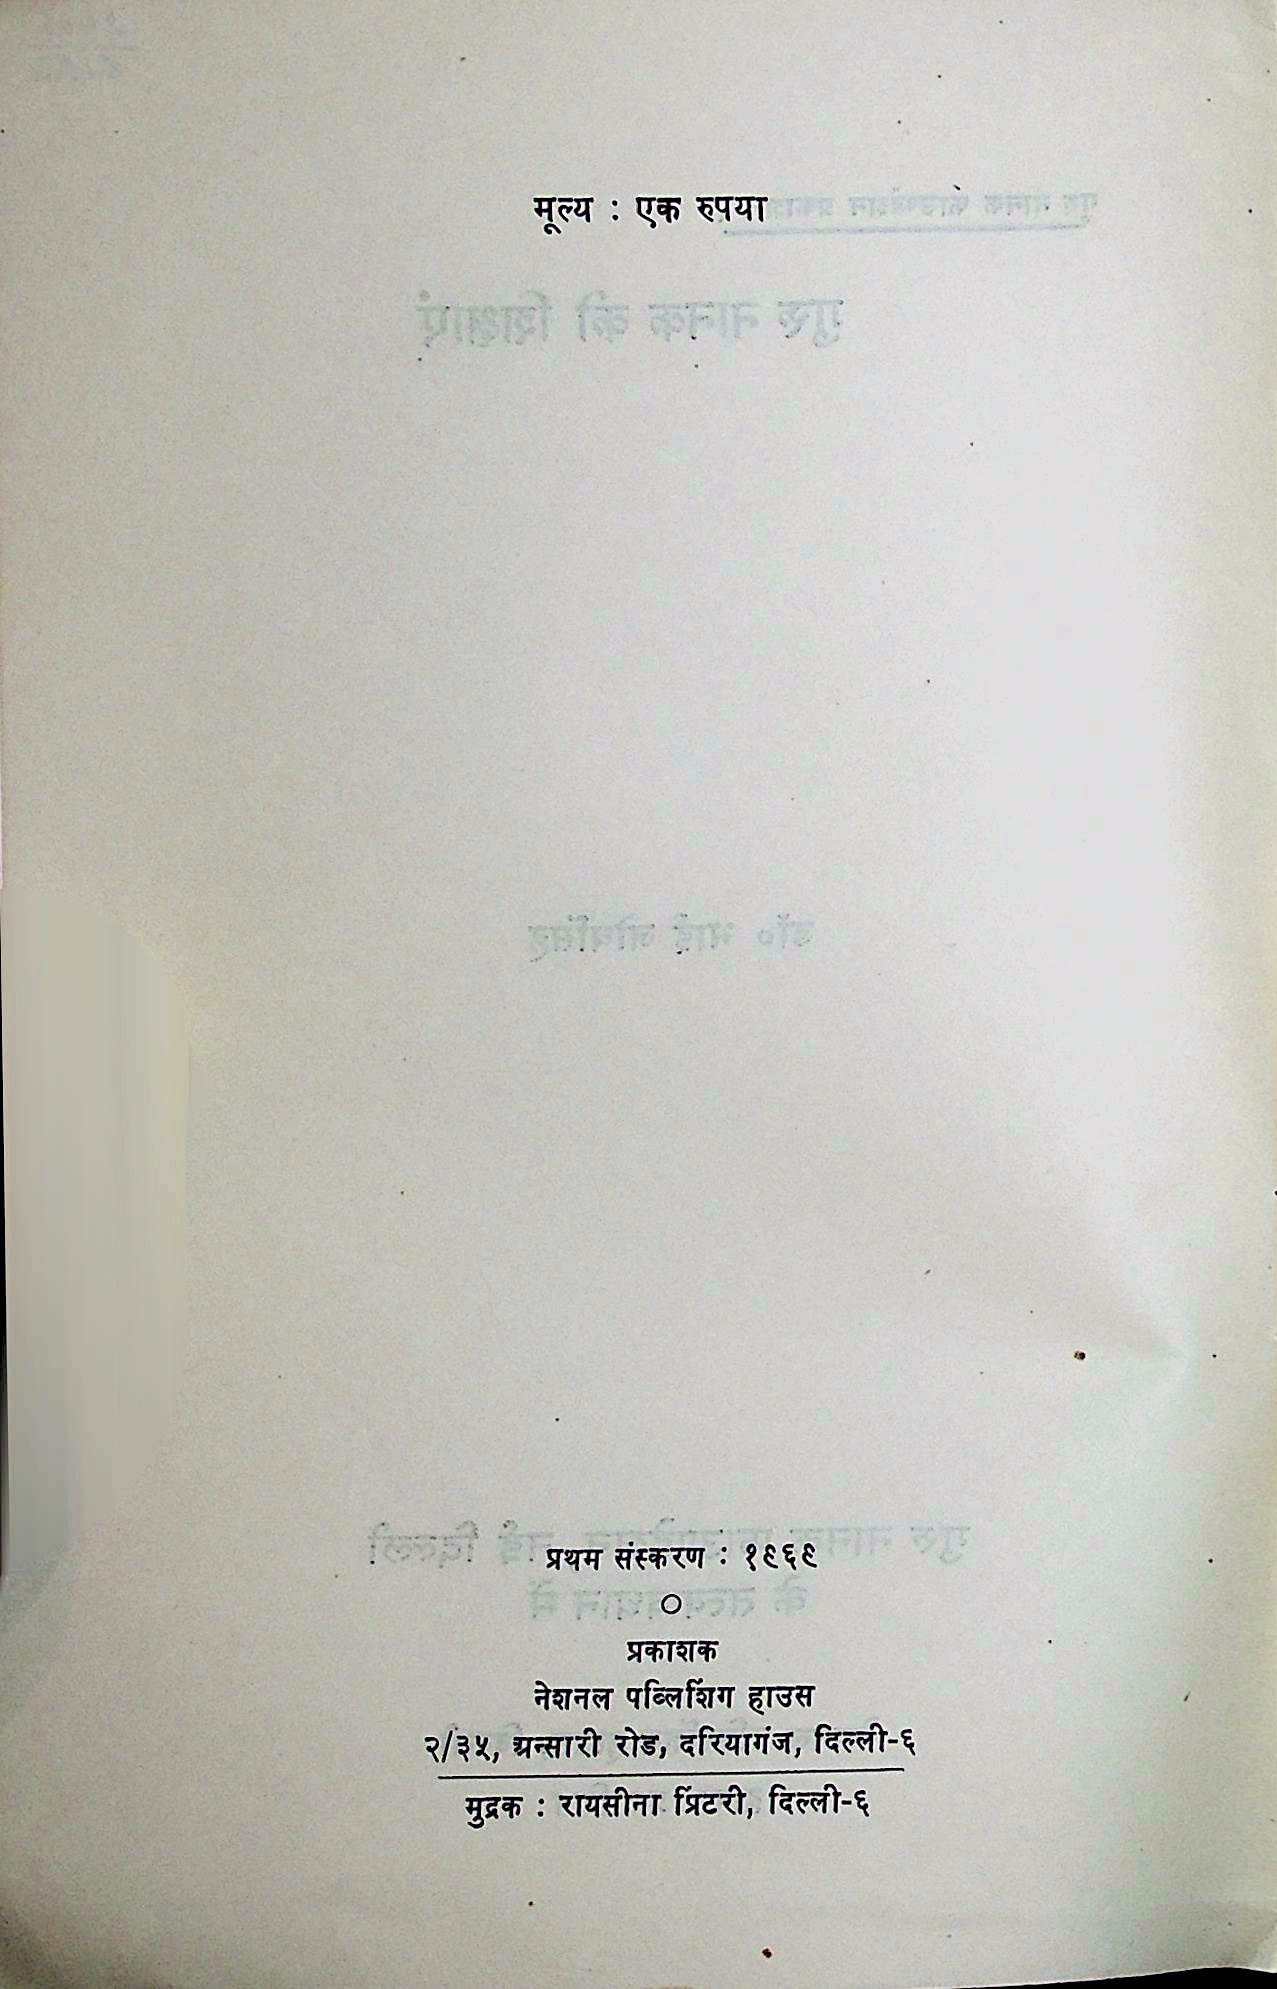 मूल्य : एक रुपया
प्रथम संस्करण : १९६९
प्रकाशक
नेशनल पब्लिशिंग हाउस
२/३५, अन्सारी रोड, दरियागंज, दिल्ली-६
मुद्रक : रायसीना प्रिंटरी, दिल्ली-६